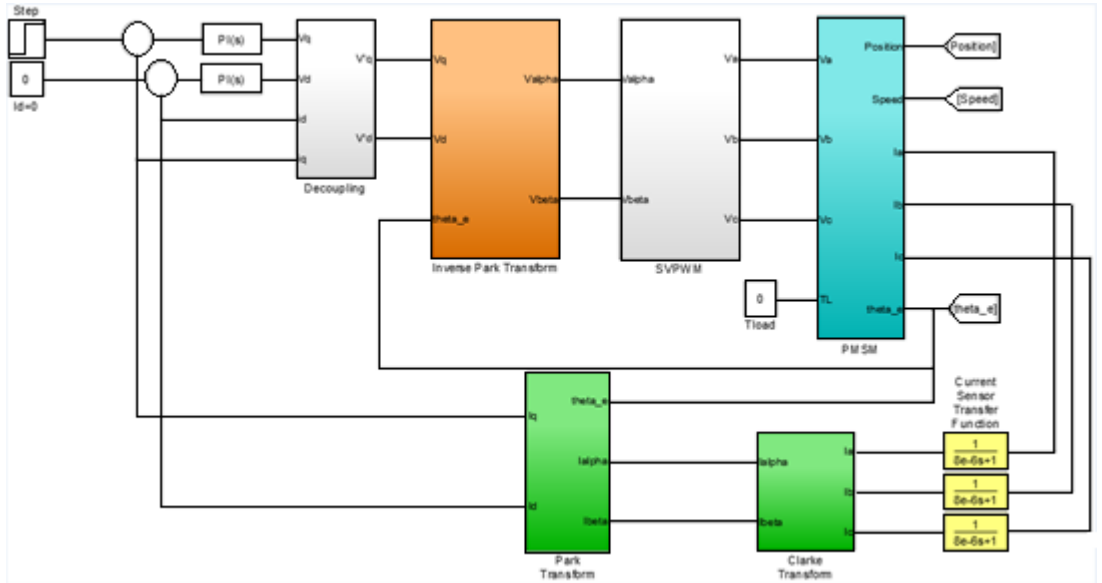 Step
PI(s)
Vq
0
PI(s)
Vd
Id=0
id
Iq
V'q
V'd
Decoupling
Vq
Vd
theta_e
Valpha
Vbeta
Inverse Park Transform
Valpha
Vbeta
Va
Vb
Vc
SVPWM
Va
Vb
Vc
TL
0
Tload
Position
Speed
Ia
Ib
Ic
theta_e
PMSM
[Position]
[Speed]
[theta_e]
Iq
Id
theta_e
Ialpha
Ibeta
Park
Transform
Ialpha
Ibeta
Ia
Ib
Ic
Clarke
Transform
Current
Sensor
Transfer
Function
1
8e-6s+1
1
8e-6s+1
1
8e-6s+1